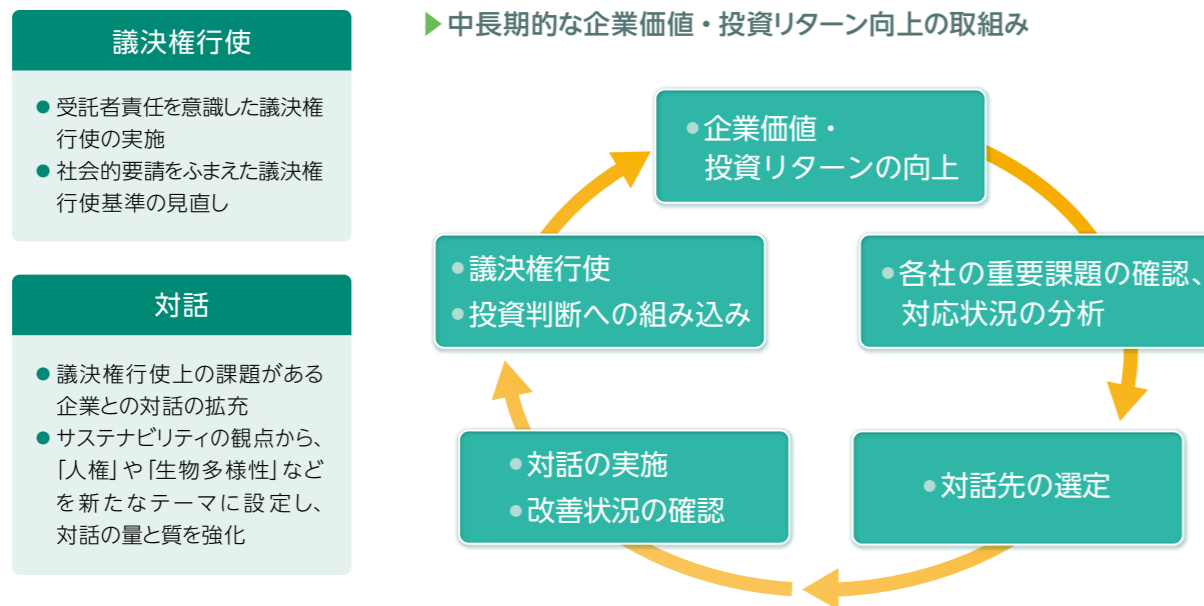 議決権行使
● 受託者責任を意識した議決権
行使の実施
● 社会的要請をふまえた議決権
行使基準の見直し
対話
● 議決権行使上の課題がある
企業との対話の拡充
● サステナビリティの観点から、
「人権」や「生物多様性」など
を新たなテーマに設定し、
対話の量と質を強化
▶中長期的な企業価値・投資リターン向上の取組み
●企業価値・
投資リターンの向上
●各社の重要課題の確認、
対応状況の分析
●対話先の選定
●対話の実施
●改善状況の確認
●議決権行使
●投資判断への組み込み